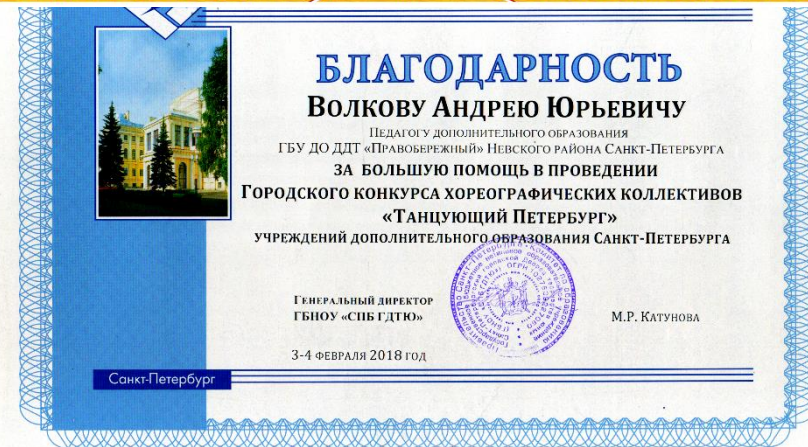 БЛАГОДАРНОСТЬ
ВОЛКОВУ АНДРЕЮ ЮРЬЕВИЧУ
ПЕДАГОГУ ДОПОЛНИТЕЛЬНОГО ОБРАЗОВАНИЯ
ГБУ ДО ДДТ «ПРАВОБЕРЕЖНЫЙ» НЕВСКОГО РАЙОНА САНКТ-ПЕТЕРБУРГА
ЗА БОЛЬШУЮ ПОМОЩЬ В ПРОВЕДЕНИИ
ГОРОДСКОГО КОНКУРСА ХОРЕОГРАФИЧЕСКИХ КОЛЛЕКТИВОВ
«ТАНЦУЮЩИЙ ПЕТЕРБУРГ»
УЧРЕЖДЕНИЙ ДОПОЛНИТЕЛЬНОГО ОБРАЗОВАНИЯ САНКТ-ПЕТЕРБУРГА
ГЕНЕРАЛЬНЫЙ ДИРЕКТОР
ГБНОУ «СПБ ГДТЮ»
М.Р. КАТУНОВА
3-4 ФЕВРАЛЯ 2018 ГОД
Санкт-Петербург